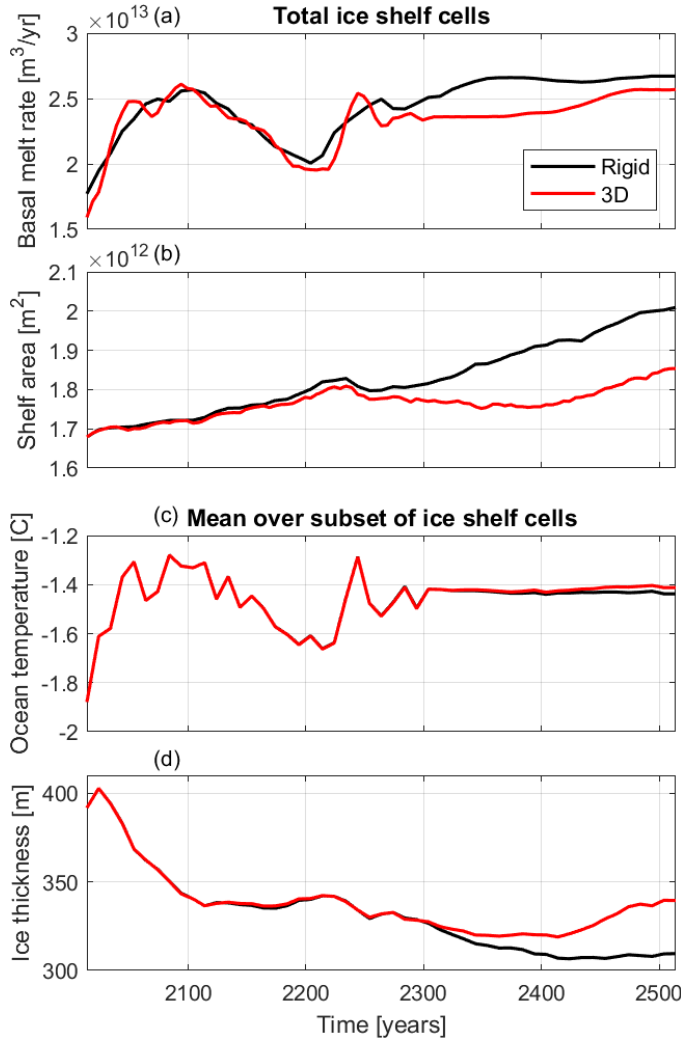 ×10^13 (a) Total ice shelf cells
Basal melt rate [m^3/yr]
3
2.5
2
1.5
Rigid
3D
×10^12 (b)
Shelf area [m^2]
2.1
2
1.9
1.8
1.7
1.6
(c) Mean over subset of ice shelf cells
Ocean temperature [C]
-1.2
-1.4
-1.6
-1.8
-2
(d)
Ice thickness [m]
400
350
300
2100 2200 2300 2400 2500
Time [years]